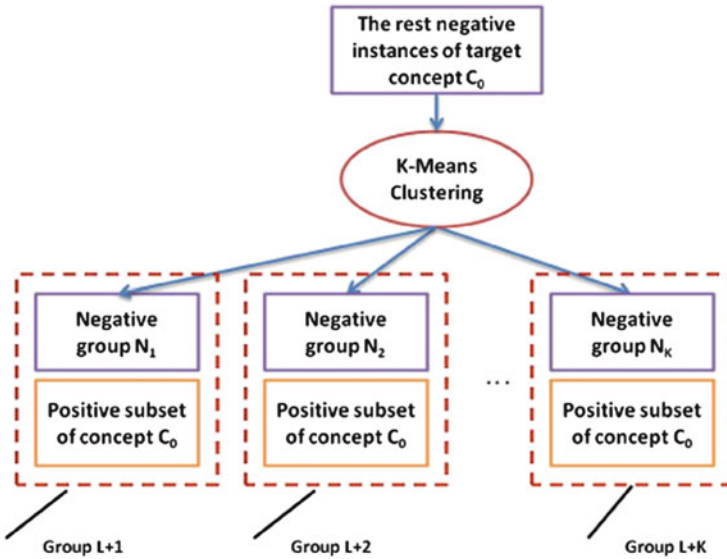 The rest negative
instances of target
concept C₀
K-Means
Clustering
Negative
group N₁
Negative
group N₂
Negative
group Nₖ
Positive subset
of concept C₀
Positive subset
of concept C₀
...
Positive subset
of concept C₀
Group L+1
Group L+2
Group L+K